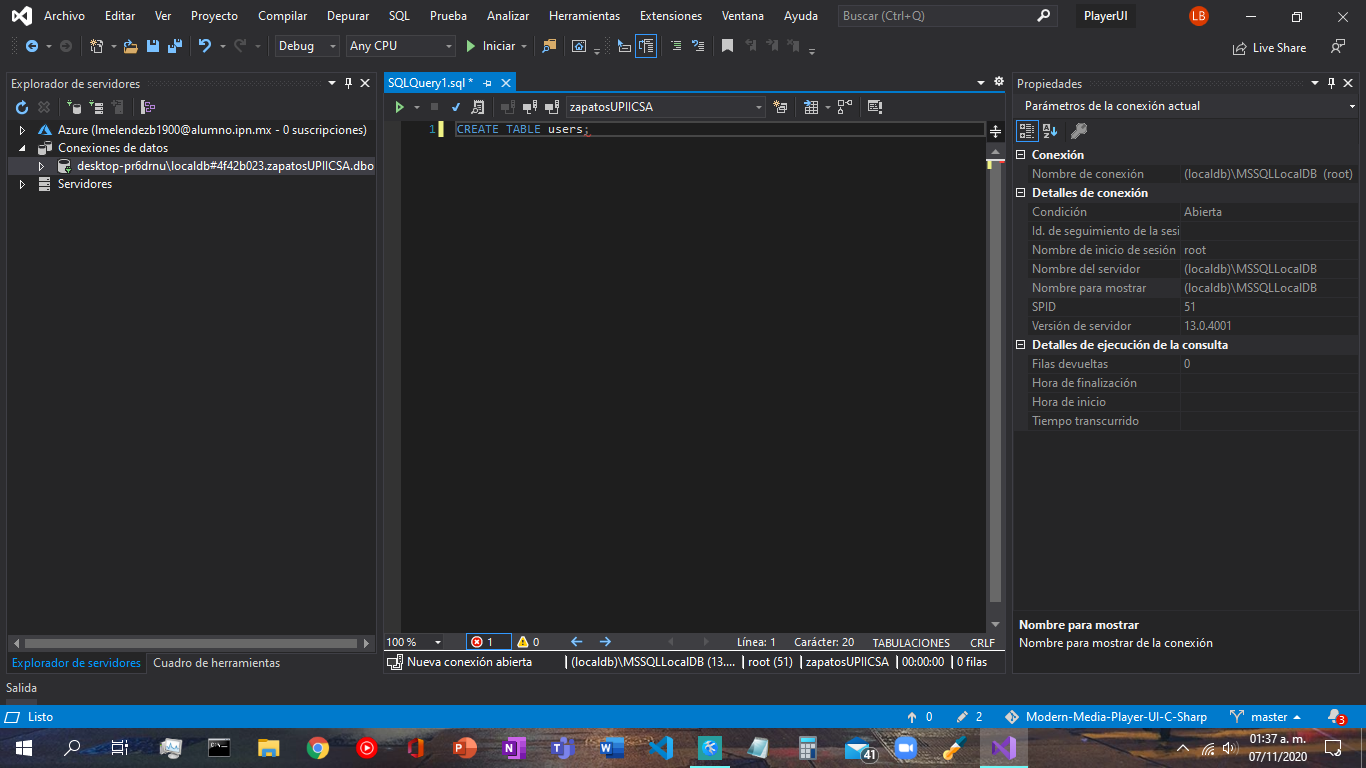 Archivo Editar Ver Proyecto Compilar Depurar SQL Prueba Analizar Herramientas Extensiones Ventana Ayuda Buscar (Ctrl+Q) PlayerUI LB
Debug Any CPU Iniciar Live Share
Explorador de servidores
Azure (lmelendezb1900@alumno.ipn.mx - 0 suscripciones)
Conexiones de datos
desktop-pr6drnu\localdb#4f42b023.zapatosUPIICSA.dbo
Servidores
Explorador de servidores Cuadro de herramientas
SQLQuery1.sql *
zapatosUPIICSA
1 CREATE TABLE users;
100 % 1 0 Línea: 1 Carácter: 20 TABULACIONES CRLF
Nueva conexión abierta (localdb)\MSSQLLocalDB (13.... root (51) zapatosUPIICSA 00:00:00 0 filas
Propiedades
Parámetros de la conexión actual
Conexión
Nombre de conexión (localdb)\MSSQLLocalDB (root)
Detalles de conexión
Condición Abierta
Id. de seguimiento de la sesi
Nombre de inicio de sesión root
Nombre del servidor (localdb)\MSSQLLocalDB
Nombre para mostrar (localdb)\MSSQLLocalDB
SPID 51
Versión de servidor 13.0.4001
Detalles de ejecución de la consulta
Filas devueltas 0
Hora de finalización
Hora de inicio
Tiempo transcurrido
Nombre para mostrar
Nombre para mostrar de la conexión
Salida
Listo 0 2 Modern-Media-Player-UI-C-Sharp master 3
41 01:37 a. m.
07/11/2020 3